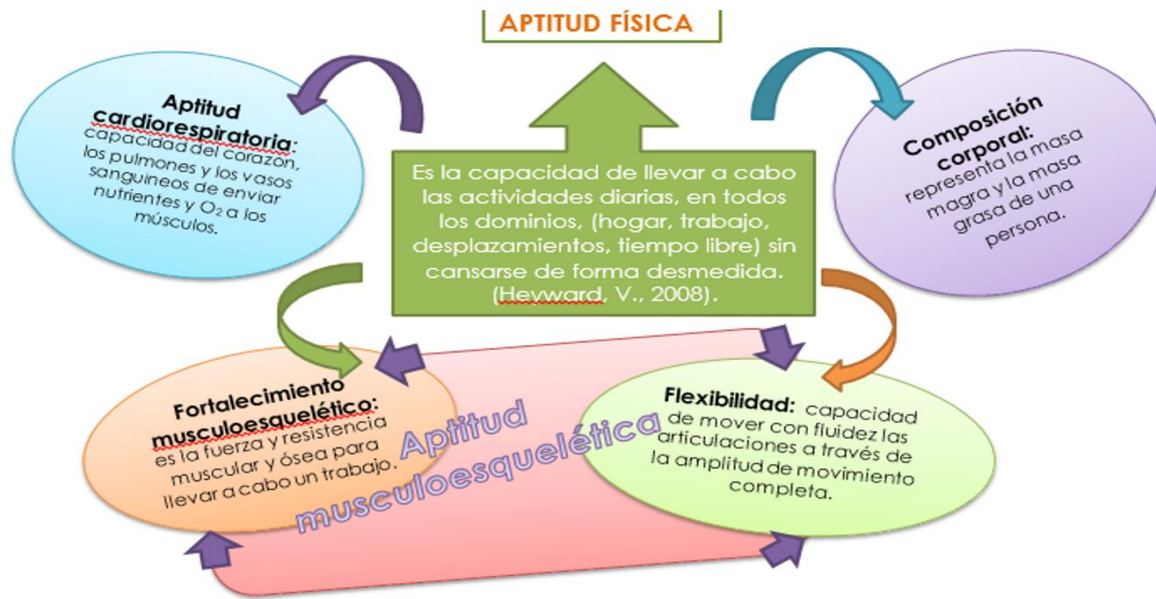 APTITUD FÍSICA
Aptitud
cardiorespiratoria:
capacidad del corazón,
los pulmones y los vasos
sanguineos de enviar
nutrientes y O₂ a los
músculos.
Es la capacidad de llevar a cabo
las actividades diarias, en todos
los dominios, (hogar, trabajo,
desplazamientos, tiempo libre) sin
cansarse de forma desmedida.
(Heyward, V., 2008).
Composición
corporal:
representa la masa
magra y la masa
grasa de una
persona.
Fortalecimiento
musculoesquelético:
es la fuerza y resistencia
muscular y ósea para
llevar a cabo un trabajo.
Aptitud
musculoesquelética
Flexibilidad: capacidad
de mover con fluidez las
articulaciones a través de
la amplitud de movimiento
completa.